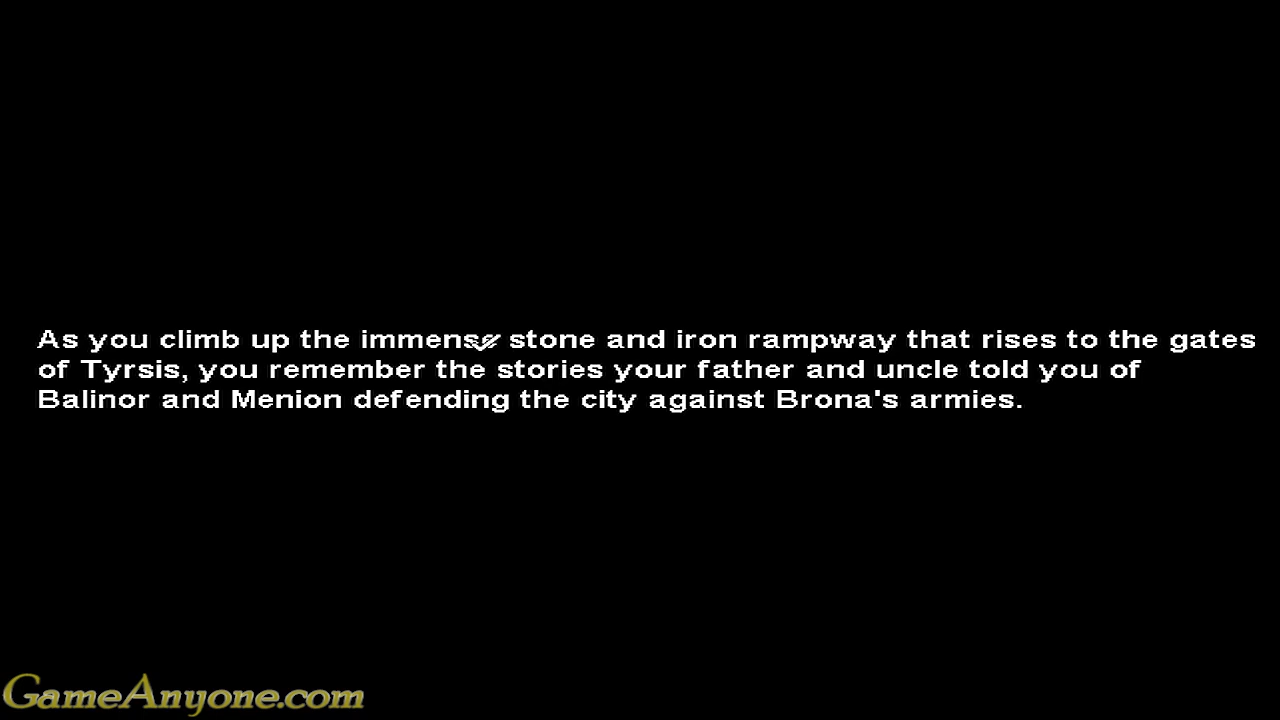 As you climb up the immense stone and iron rampway that rises to the gates
of Tyrsis, you remember the stories your father and uncle told you of
Balinor and Menion defending the city against Brona's armies.
GameAnyone.com